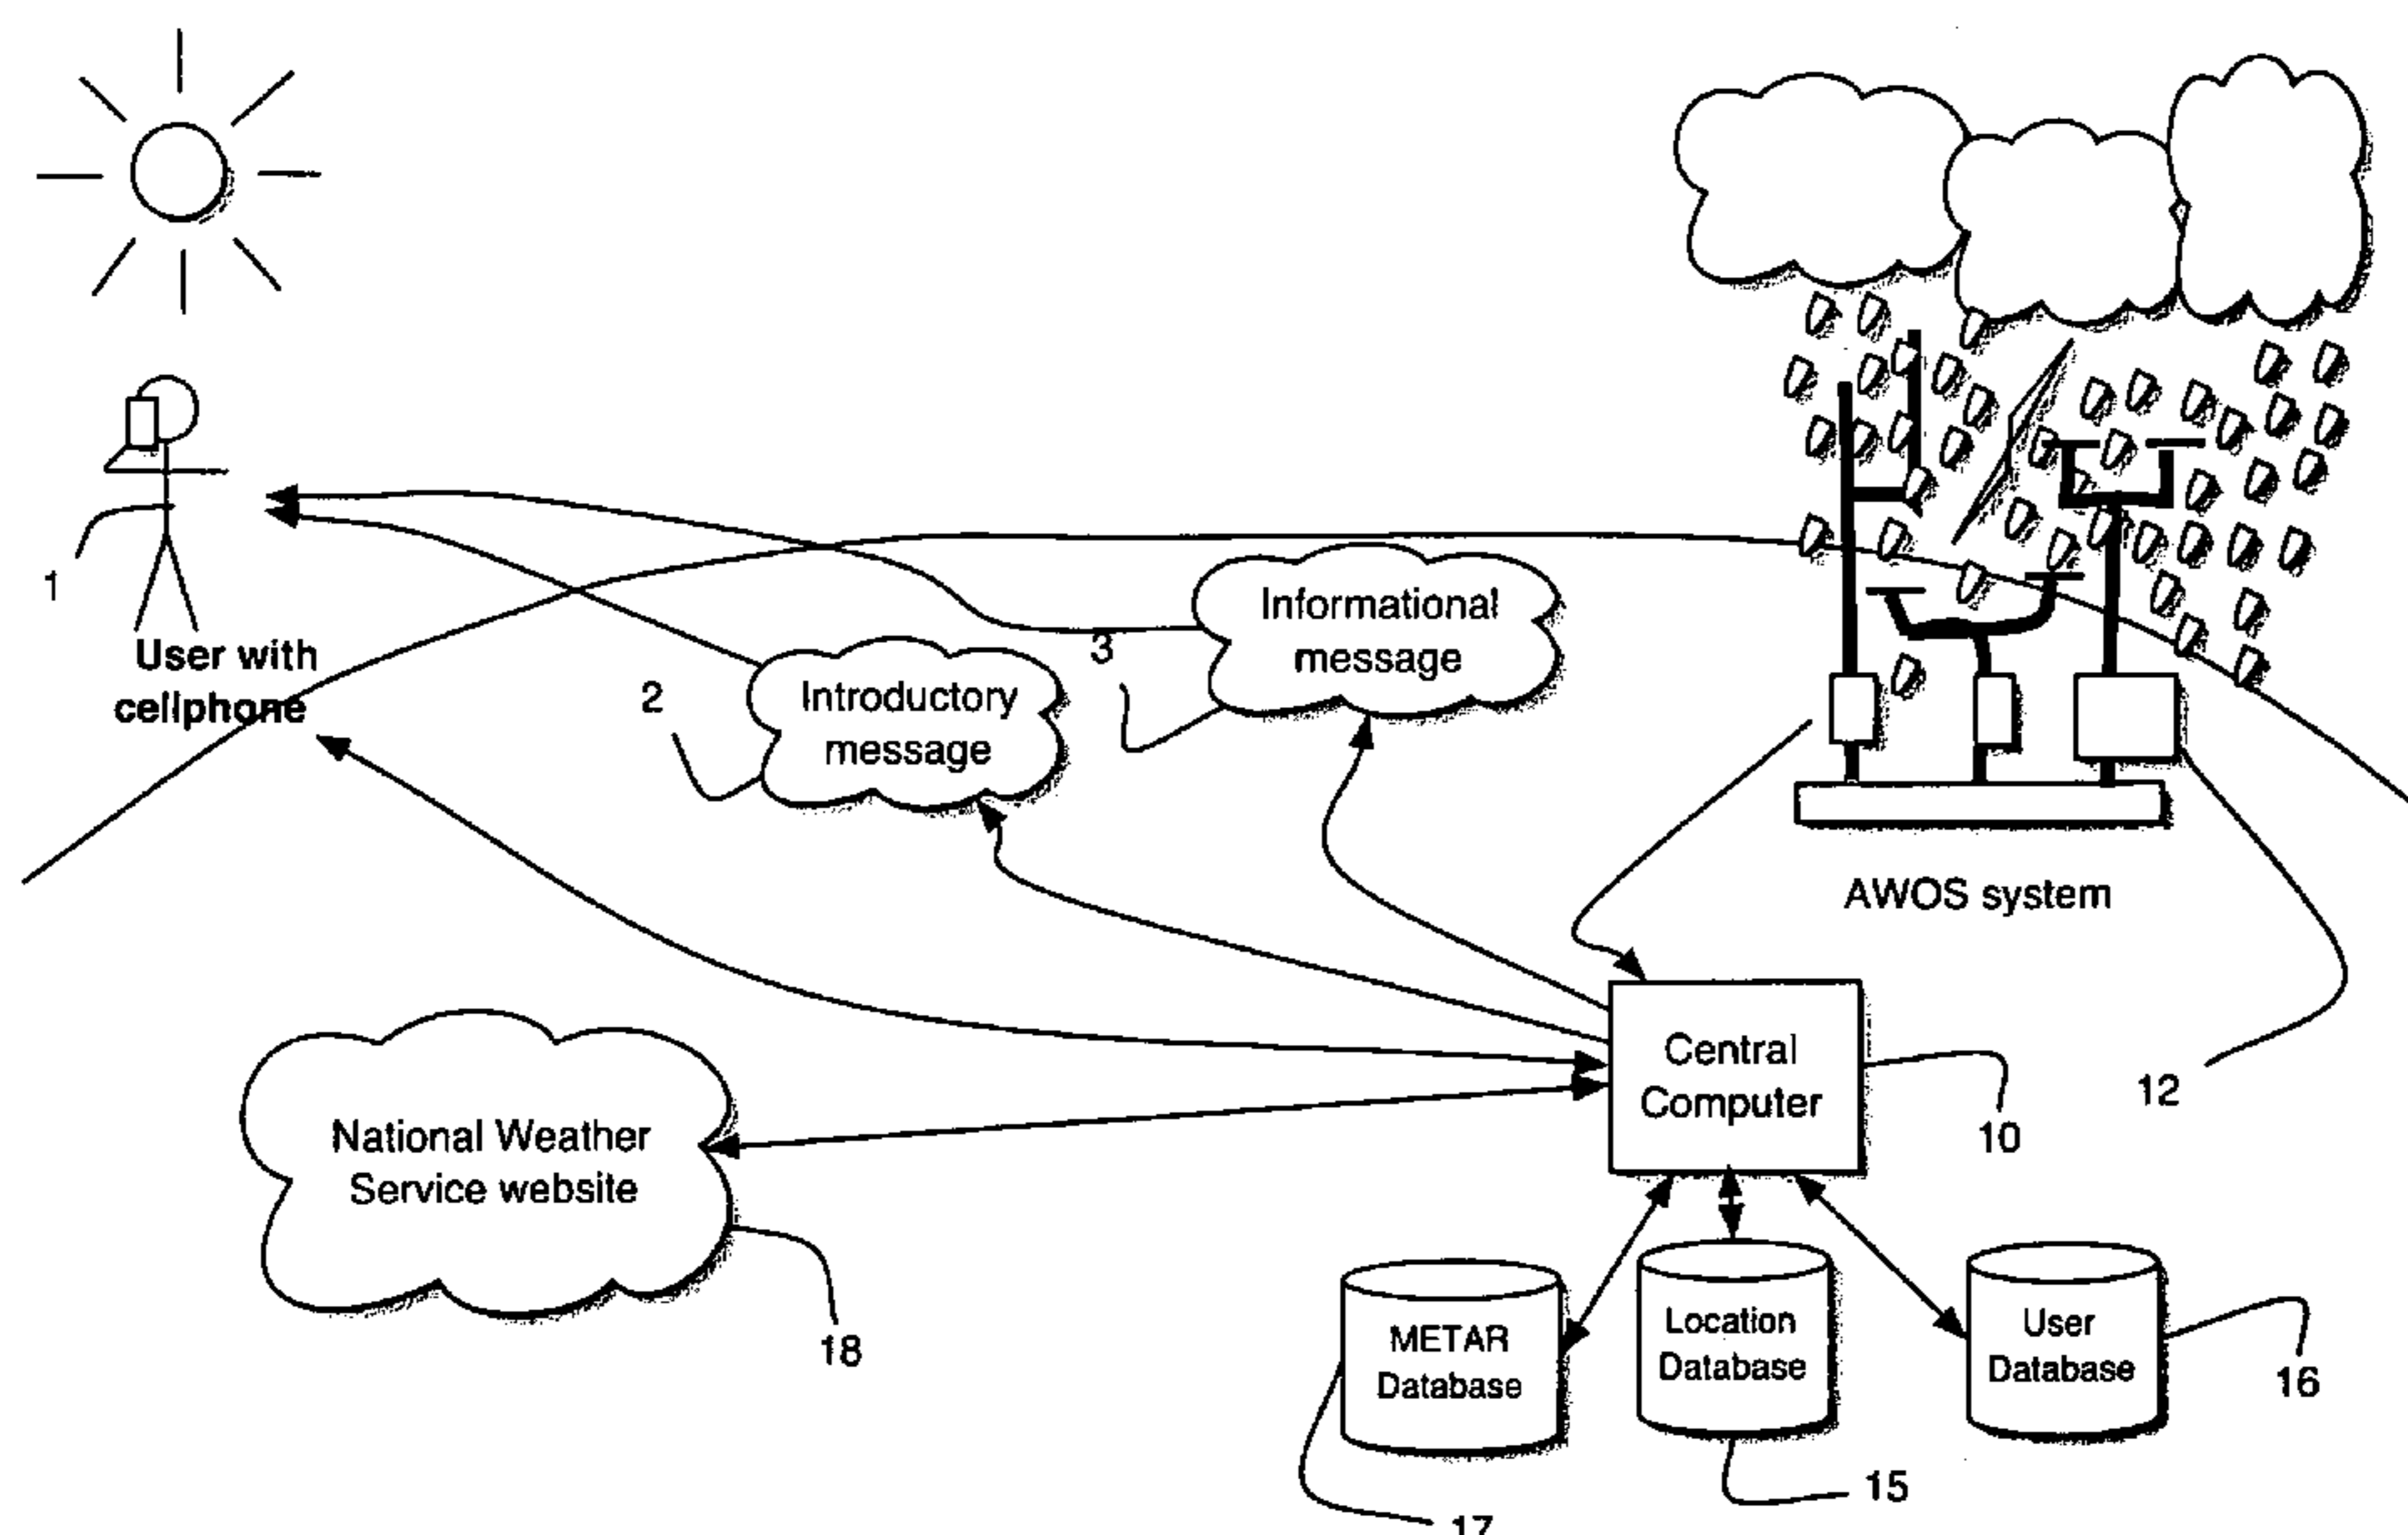 1
User with
cellphone
2
Introductory
message
3
Informational
message
AWOS system
12
Central
Computer
10
National Weather
Service website
18
METAR
Database
17
Location
Database
15
User
Database
16